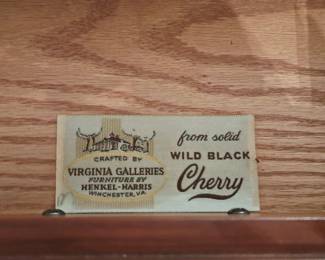 CRAFTED BY
VIRGINIA GALLERIES
FURNITURE BY
HENKEL-HARRIS
WINCHESTER, VA.
from solid
WILD BLACK
Cherry